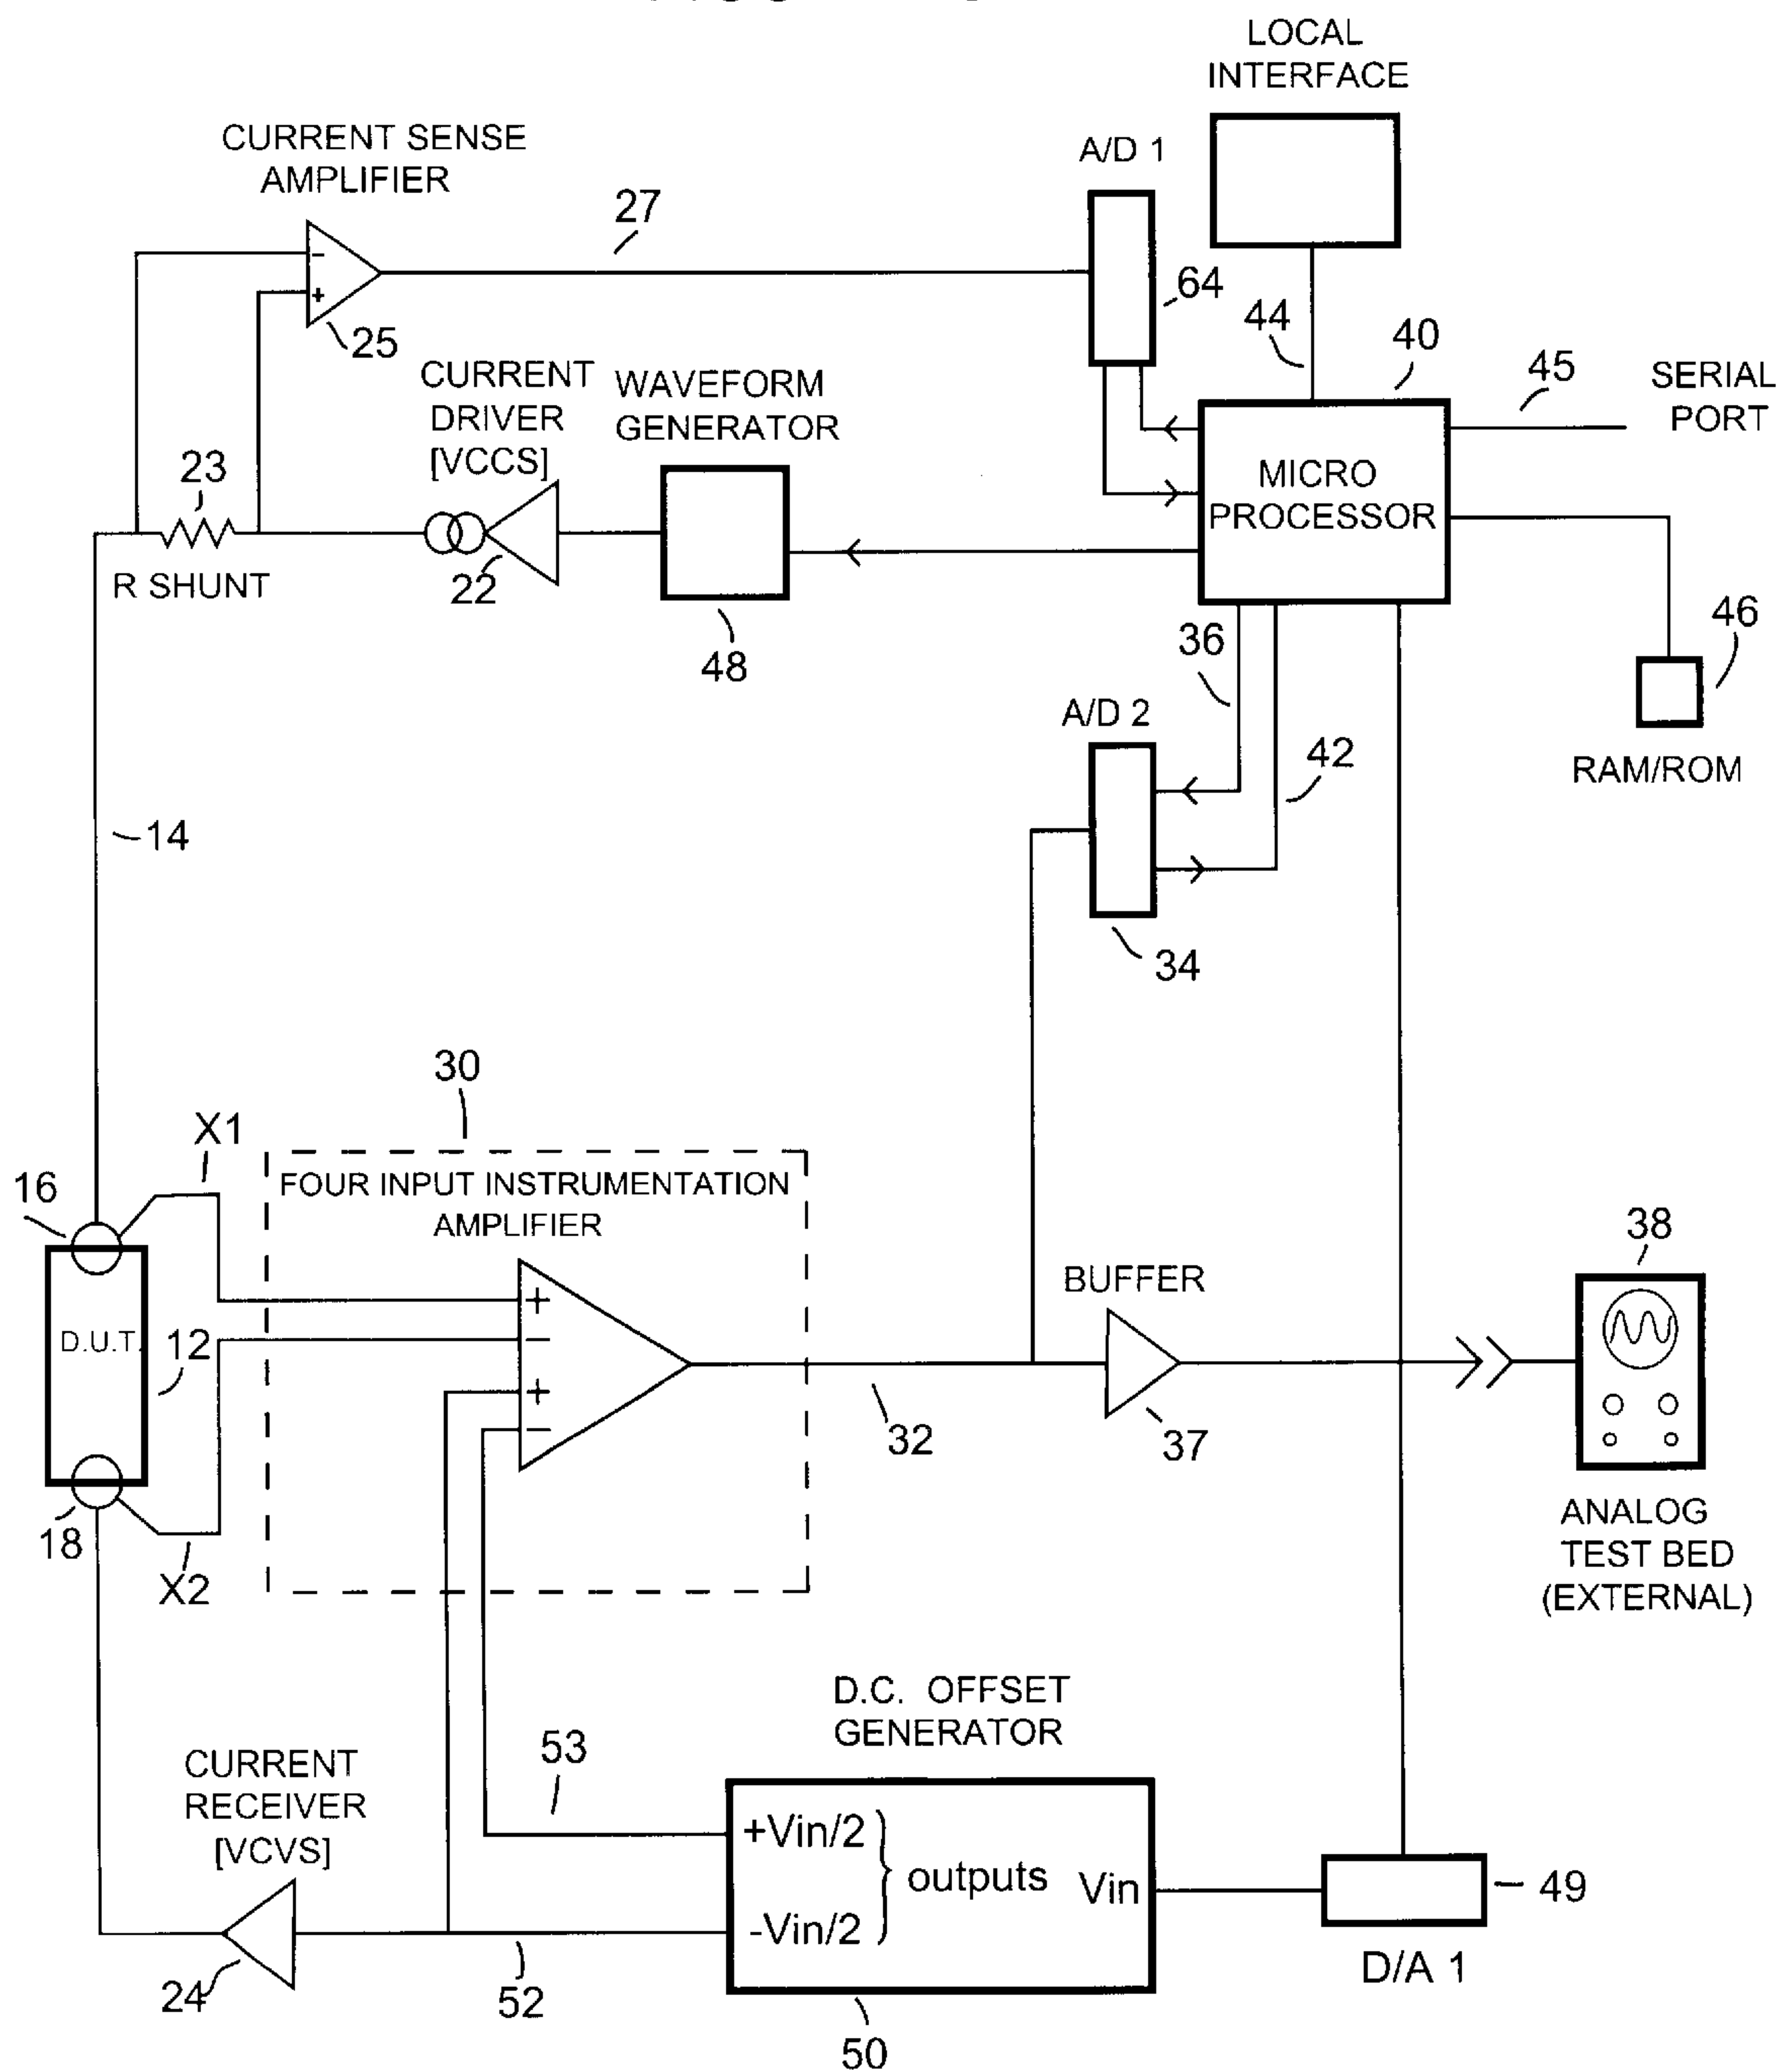 LOCAL
INTERFACE
CURRENT SENSE
AMPLIFIER
A/D 1
27
64
25
44
40
45
SERIAL
PORT
CURRENT
DRIVER
[VCCS]
WAVEFORM
GENERATOR
23
MICRO
PROCESSOR
R SHUNT
22
48
36
46
A/D 2
42
RAM/ROM
14
34
30
X1
16
FOUR INPUT INSTRUMENTATION
AMPLIFIER
38
+
BUFFER
D.U.T.
12
−
+
−
32
37
18
X2
ANALOG
TEST BED
(EXTERNAL)
D.C. OFFSET
GENERATOR
53
CURRENT
RECEIVER
[VCVS]
+Vin/2
outputs
Vin
49
-Vin/2
24
52
D/A 1
50